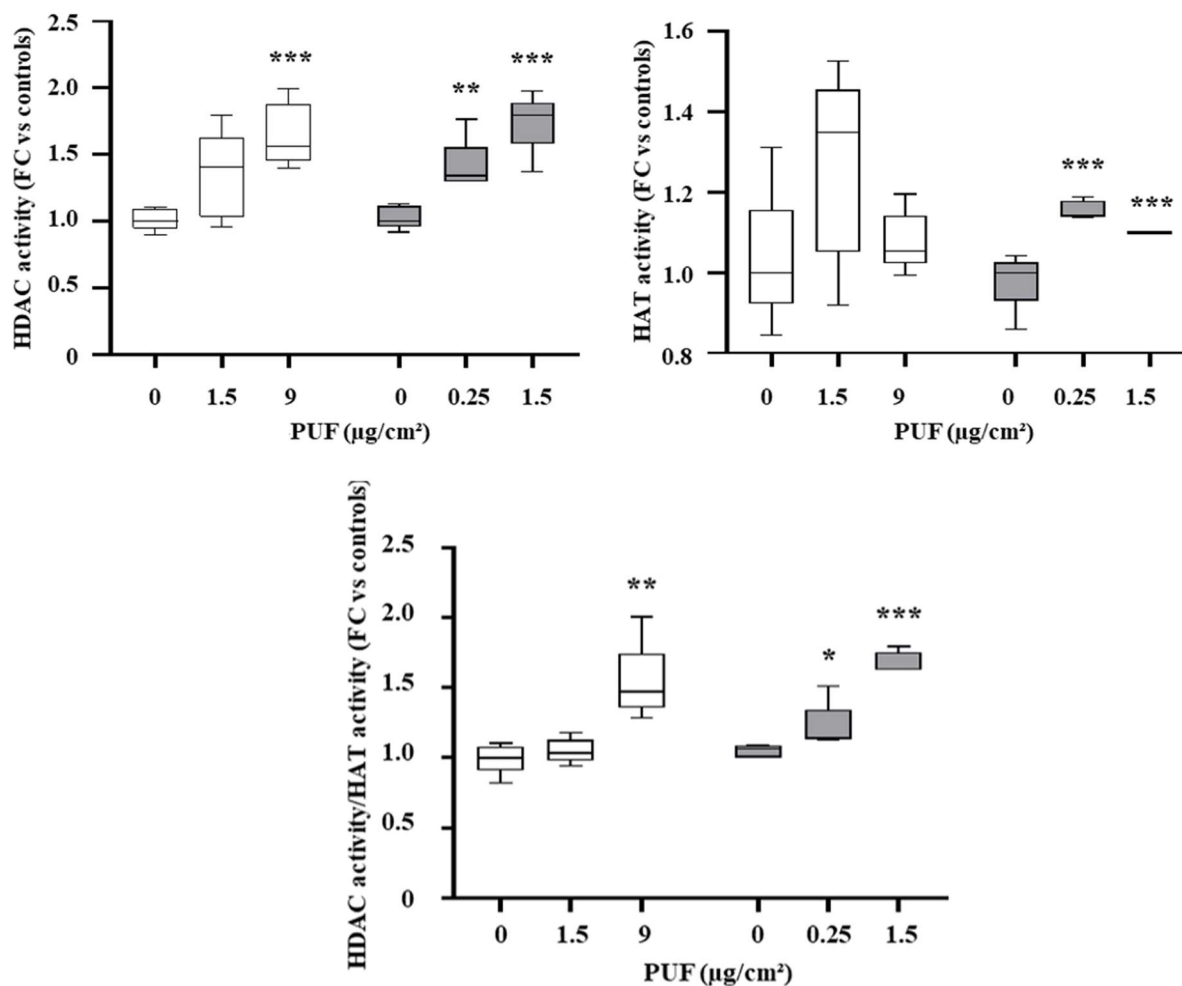 HDAC activity (FC vs controls)
2.5
2.0
1.5
1.0
0.5
0
***
**
***
0 1.5 9 0 0.25 1.5
PUF (µg/cm²)
HAT activity (FC vs controls)
1.6
1.4
1.2
1.0
0.8
***
***
0 1.5 9 0 0.25 1.5
PUF (µg/cm²)
HDAC activity/HAT activity (FC vs controls)
2.5
2.0
1.5
1.0
0.5
0
**
*
***
0 1.5 9 0 0.25 1.5
PUF (µg/cm²)